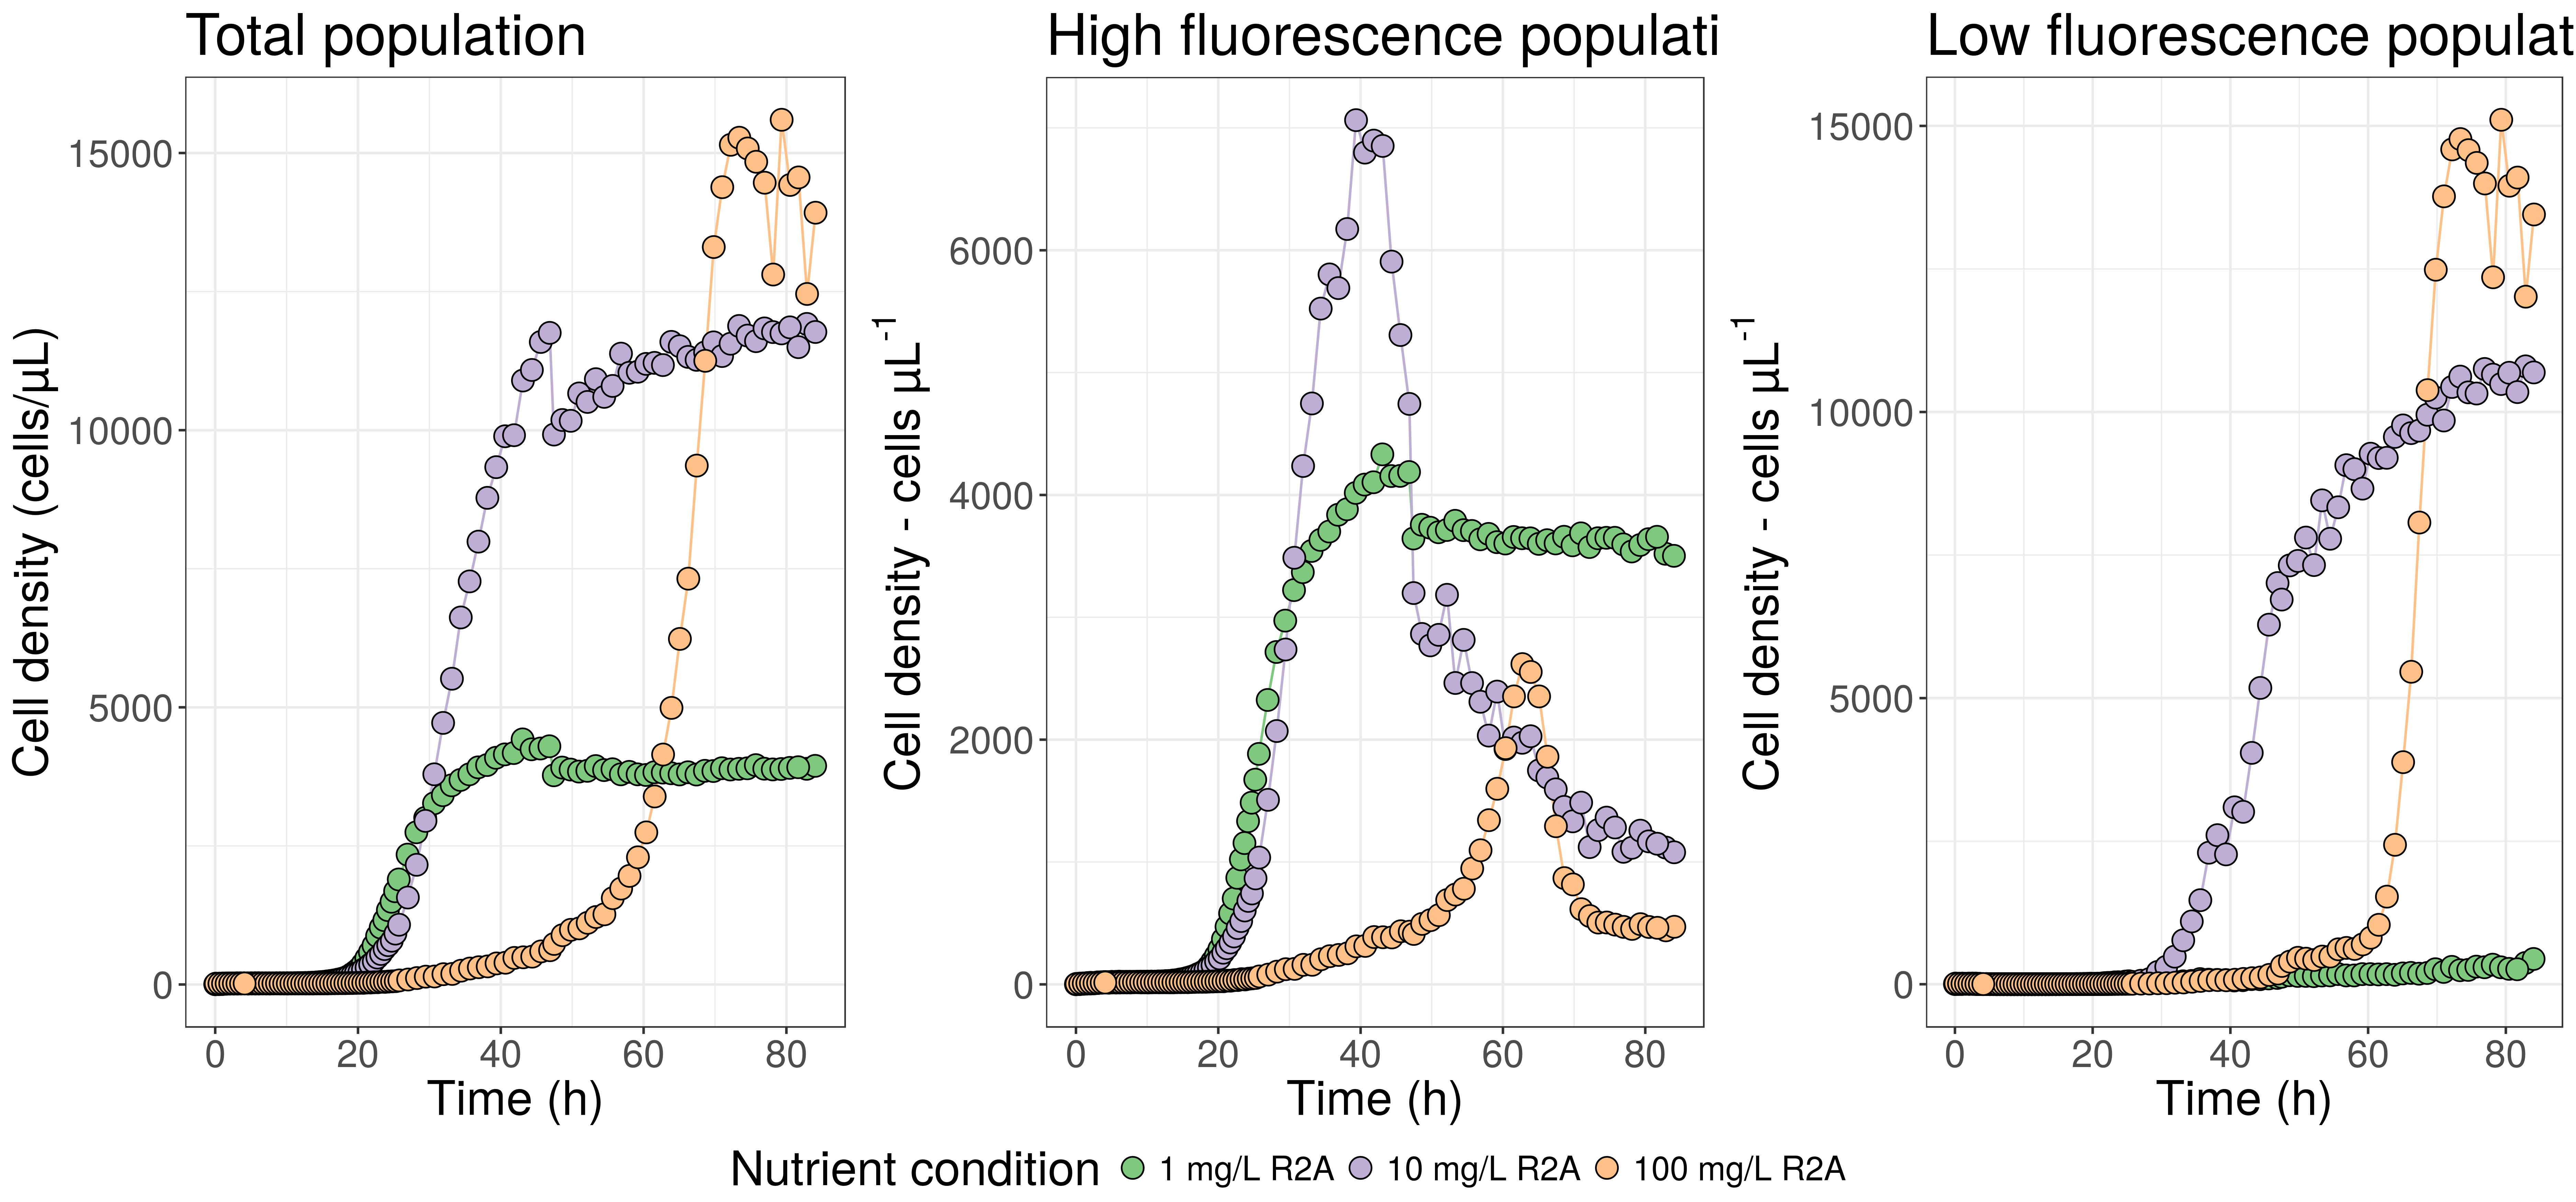 Total population
High fluorescence populati
Low fluorescence populat
Cell density (cells/µL)
15000
10000
5000
0
0 20 40 60 80
Time (h)
Cell density - cells µL⁻¹
6000
4000
2000
0
0 20 40 60 80
Time (h)
Cell density - cells µL⁻¹
15000
10000
5000
0
0 20 40 60 80
Time (h)
Nutrient condition 1 mg/L R2A 10 mg/L R2A 100 mg/L R2A